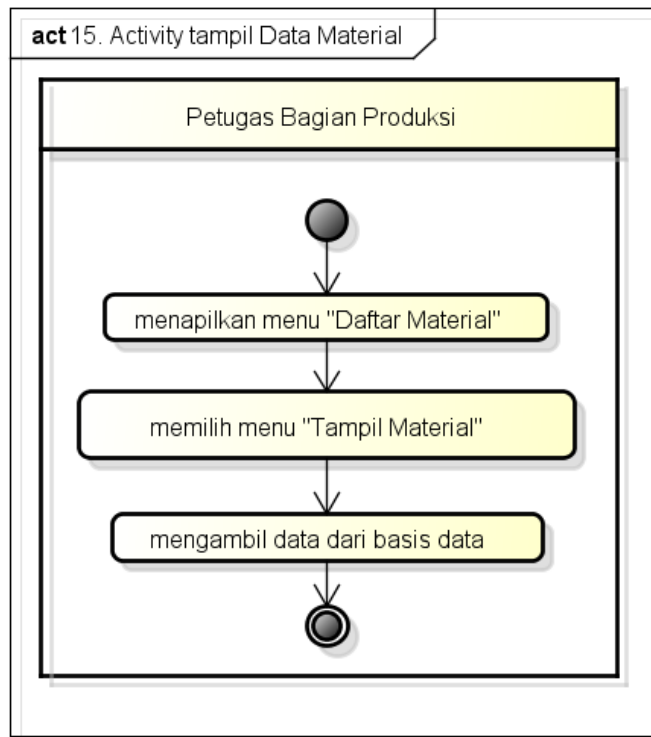 act 15. Activity tampil Data Material
Petugas Bagian Produksi
menapilkan menu "Daftar Material"
memilih menu "Tampil Material"
mengambil data dari basis data